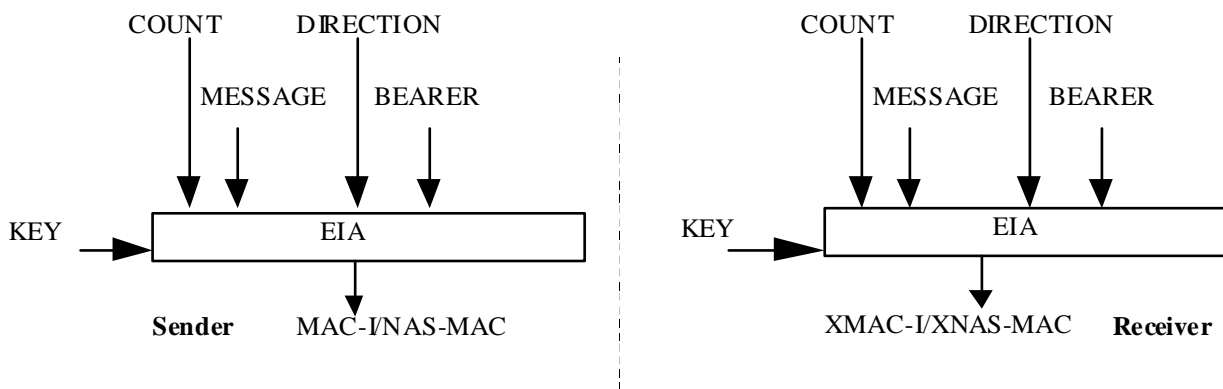 COUNT DIRECTION
MESSAGE BEARER
KEY EIA
Sender MAC-I/NAS-MAC
COUNT DIRECTION
MESSAGE BEARER
KEY EIA
XMAC-I/XNAS-MAC Receiver